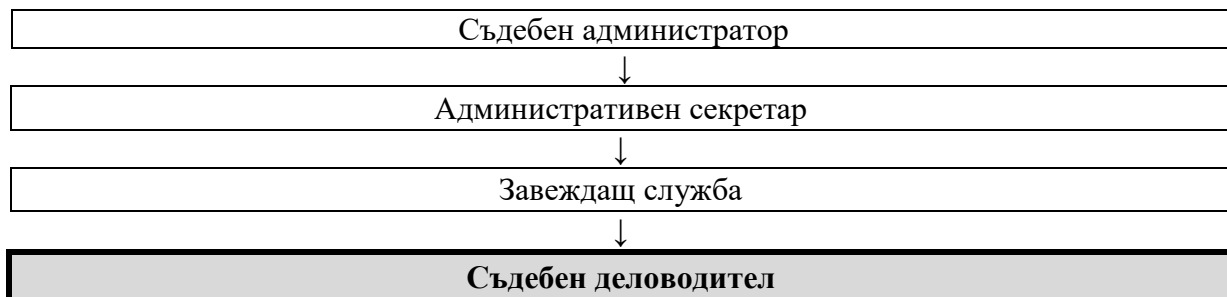 Съдебен администратор
↓
Административен секретар
↓
Завеждащ служба
↓
Съдебен деловодител